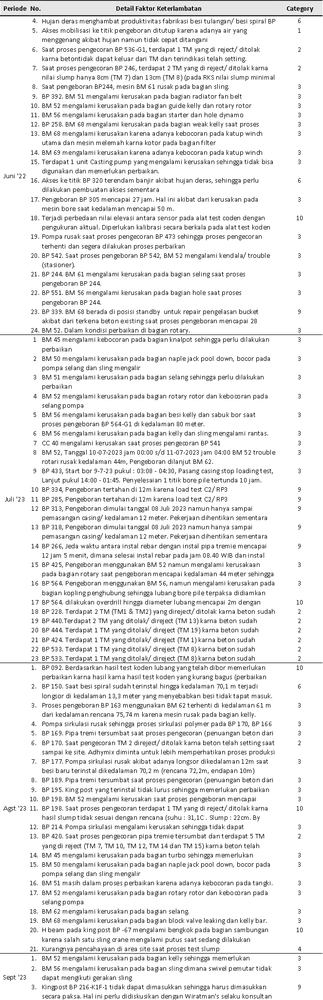 Periode No. Detail Faktor Keterlambatan Category
4. Hujan deras menghambat produktivitas fabrikasi besi tulangan/ besi spiral BP 6
5. Akses mobilisasi ke titik pengeboran ditutup karena adanya air yang 1
menggenang akibat hujan namun tidak cepat ditangani
6. Saat proses pengecoran BP 536-G1, terdapat 1 TM yang di reject/ ditolak 2
karna betontidak dapat keluar dari TM dan terindikasi telah setting.
7. Saat proses pengecoran BP 246, terdapat 2 TM yang di reject/ ditolak karna 2
nilai slump hanya 8cm (TM 7) dan 13cm (TM 8) (pada RKS nilai slump minimal
8. Saat pengeboran BP244, mesin BM 61 rusak pada bagian sling. 3
9. BP 392. BM 51 mengalami kerusakan pada bagian radiator fan belt 3
10. BM 52 mengalami kerusakan pada bagian guide kelly dan rotary rotor 3
11. BM 56 mengalami kerusakan pada bagian starter dan hole dynamo 3
12. BP 258. BM 68 mengalami kerusakan pada bagian weak kelly saat proses 3
13. BM 68 mengalami kerusakan karena adanya kebocoran pada katup winch 3
utama dan mesin melemah karna kotor pada bagian filter
14. BM 69 mengalami kerusakan karena adanya kebocoran pada katup winch 3
15. Terdapat 1 unit Casting pump yang mengalami kerusakan sehingga tidak bisa 3
digunakan dan memerlukan perbaikan.
Juni '22
16. Akses ke titik BP 320 terendam banjir akibat hujan deras, sehingga perlu 6
dilakukan pembuatan akses sementara
17. Pengeboran BP 305 mencapai 27 jam. Hal ini akibat dari kerusakan pada 3
mesin bore saat kedalaman mencapai 50 m.
18. Terjadi perbedaan nilai elevasi antara sensor pada alat test coden dengan 10
pengukuran aktual. Diperlukan kalibrasi secara berkala pada alat test koden
19. Pompa rusak saat proses pengecoran BP 473 sehingga proses pengecoran 3
terhenti dan segera dilakukan proses perbaikan
20. BP 542. Saat proses pengeboran BP 542, BM 52 mengalami kendala/ trouble 3
(stasioner).
21. BP 244. BM 61 mengalami kerusakan pada bagian seling saat proses 3
pengeboran BP 244.
22. BP 551. BM 56 mengalami kerusakan pada bagian hole saat proses 3
pengeboran BP 244.
23. BP 339. BM 68 berada di posisi standby untuk repair pengelasan bucket 9
akibat dari terkena beton existing saat proses pengeboran mencapai 28
24. BM 52. Dalam kondisi perbaikan di bagian rotary. 3
1 BM 45 mengalami kebocoran pada bagian knalpot sehingga perlu dilakukan 3
perbaikan
2 BM 50 mengalami kerusakan pada bagian naple jack pool down, bocor pada 3
pompa selang dan sling mengalir
3 BM 51 mengalami kerusakan pada bagian selang sehingga perlu dilakukan 3
perbaikan
4 BM 52 mengalami kerusakan pada bagian rotary rotor dan kebocoran pada 3
selang pompa
5 BM 56 mengalami kerusakan pada bagian besi kelly dan sabuk bor saat 3
proses pengeboran BP 564-G1 di kedalaman 80 meter.
6 BM 56 mengalami kerusakan pada bagian kelly dan sling mengalami rantas. 3
7 CC 40 mengalami kerusakan saat proses pengecoran BP 541 3
8 BM 52, Tanggal 10-07-2023 jam 00:00 s/d 11-07-2023 jam 04:00 BM 52 trouble 3
rotari rusak kedalaman 44m, Pengeboran dilanjut BM 62.
9 BP 433, Start bor 9-7-23 pukul : 03:08 - 04:30, Pasang casing stop loading test, 3
Lanjut pukul 14:00 - 01:45. Penyelesaian 1 titik bore pile tertunda 10 jam.
10 BP 334, Pengeboran tertahan di 12m karena load test C2/ RP3 9
Juli '23 11 BP 285, Pengeboran tertahan di 12m karena load test C2/ RP3 9
12 BP 313, Pengeboran dimulai tanggal 08 Juli 2023 namun hanya sampai 9
pemasangan casing/ kedalaman 12 meter. Pekerjaan dihentikan sementara
13 BP 318, Pengeboran dimulai tanggal 08 Juli 2023 namun hanya sampai 9
pemasangan casing/ kedalaman 12 meter. Pekerjaan dihentikan sementara
14 BP 266, Jeda waktu antara instal rebar dengan instal pipa tremie mencapai 9
12 jam 5 menit, dimana selesai instal rebar pada jam 08.40 WIB dan instal
15 BP 425, Pengeboran menggunakan BM 52 namun mengalami kerusakaan 3
pada bagian rotary saat pengeboran mencapai kedalaman 44 meter sehingga
16 BP 564. Pengeboran menggunakan BM 56, namun mengalami kerusakan pada 3
bagian kopling penghubung sehingga lubang bore pile terpaksa didiamkan
17 BP 564. dilakukan overdrill hingga diameter lubang mencapai 2m dengan 10
18 BP 228. Terdapat 2 TM (TM1 & TM2) yang direject/ ditolak karna beton sudah 2
19 BP 440.Terdapat 2 TM yang ditolak/ direject (TM 13) karna beton sudah 2
20 BP 444. Terdapat 1 TM yang ditolak/ direject (TM 19) karna beton sudah 2
21 BP 424. Terdapat 1 TM yang ditolak/ direject (TM 1) karna beton sudah 2
22 BP 533. Terdapat 1 TM yang ditolak/ direject (TM 8) karna beton sudah 2
23 BP 533. Terdapat 1 TM yang ditolak/ direject (TM 8) karna beton sudah 2
1. BP 092. Berdasarkan hasil test koden lubang yang telah dibor memerlukan 10
perbaikan karna hasil karna hasil test koden yang kurang bagus (perbaikan
2. BP 150. Saat besi spiral sudah terinstal hingga kedalaman 70,1 m terjadi 6
longsor di kedalaman 13,3 meter yang menyebabkan besi tidak tapat masuk.
3. Proses pengeboran BP 163 menggunakan BM 62 terhenti di kedalaman 61 m 3
dari kedalaman rencana 75,74 m karena mesin rusak pada bagian kelly.
4. Pompa sirkulasi rusak sehingga proses sirkulasi polymer pada BP 170, BP 166 3
5. BP 169. Pipa tremi tersumbat saat proses pengecoran (penuangan beton dari 3
6. BP 170. Saat pengecoran TM 2 direject/ ditolak karna beton telah setting saat 2
sampai ke site. Adhymix diminta untuk lebih memperhatikan proses produksi
7. BP 177. Pompa sirkulasi rusak akibat adanya longsor dikedalaman 12m saat 3
besi baru terinstal dikedalaman 70,2 m (rencana 72,2m, endapan 10m)
8. BP 189. Pipa tremi tersumbat saat proses pengecoran (penuangan beton dari 3
9. BP 195. King post yang terinstal tidak lurus sehingga memerlukan perbaikan 3
10. BP 198. BM 52 mengalami kerusakan saat proses pengeboran mencapai 3
Agst '23 11. BP 198. Saat proses pengecoran terdapat 1 TM yang di reject/ ditolak karna 10
hasil slump tidak sesuai dengan rencana (suhu : 31,1C . Slump : 22cm. By
12. BP 214. Pompa sirkulasi mengalami kerusakan sehingga tidak dapat 3
13. BP 420. Saat proses pengecoran pipa tremie tersumbat dan terdapat 5 TM 2
yang di reject (TM 7, TM 10, TM 12, TM 14 dan TM 15) karna beton telah
14. BM 45 mengalami kerusakan pada bagian turbo sehingga memerlukan 3
15. BM 50 mengalami kerusakan pada bagian naple jack pool down, bocor pada 3
pompa selang dan sling mengalir
16. BM 51 masih dalam proses perbaikan karena adanya kebocoran pada tangki. 3
17. BM 52 mengalami kerusakan pada bagian rotary rotor dan kebocoran pada 3
selang pompa
18. BM 62 mengalami kerusakan pada bagian selang. 3
19. BM 68 mengalami kerusakan pada bagian block valve leaking dan kelly bar. 3
20. H beam pada king post BP -67 mengalami bengkok pada bagian sambungan 10
karena salah satu sling crane mengalami putus saat sedang dilakukan
21. Kurangnya pencahayaan di area site saat proses test slump 4
1. BM 52 mengalami kerusakan pada bagian kelly sehingga memerlukan 3
2. BM 56 mengalami kerusakan pada bagian sling dimana swivel pemutar tidak 3
Sept '23 dapat mengikuti gerakan sling
3. Kingpost BP 216-K1F-1 tidak dapat dimasukkan sehingga harus dimasukkan 9
secara paksa. Hal ini perlu didiskusikan dengan Wiratman's selaku konsultan